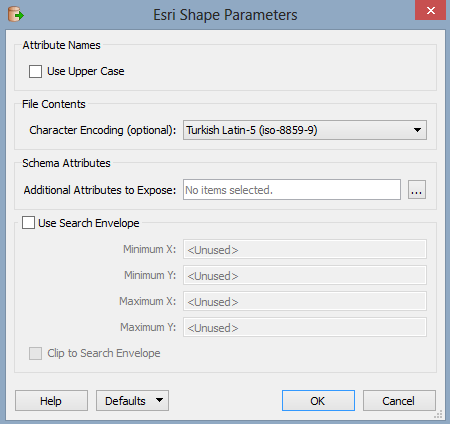 Esri Shape Parameters
Attribute Names
Use Upper Case
File Contents
Character Encoding (optional): Turkish Latin-5 (iso-8859-9)
Schema Attributes
Additional Attributes to Expose: No items selected. ...
Use Search Envelope
Minimum X: <Unused>
Minimum Y: <Unused>
Maximum X: <Unused>
Maximum Y: <Unused>
Clip to Search Envelope
Help Defaults OK Cancel